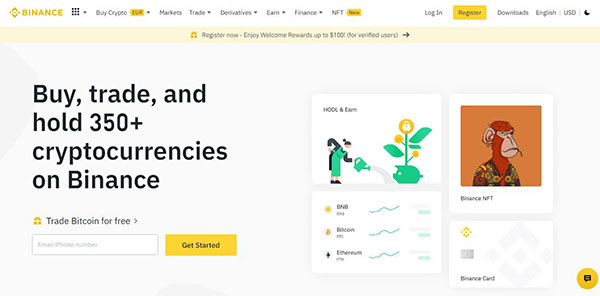 BINANCE Buy Crypto EUR Markets Trade Derivatives Earn Finance NFT New Log In Register Downloads English | USD |
Register now - Enjoy Welcome Rewards up to $100! (for verified users)
Buy, trade, and
hold 350+
cryptocurrencies
on Binance
Trade Bitcoin for free
Email/Phone number
Get Started
HODL & Earn
BNB
BNB
Bitcoin
BTC
Ethereum
ETH
Binance NFT
Binance Card